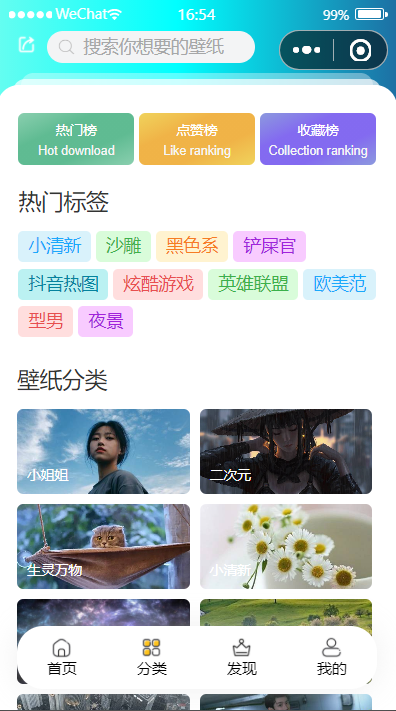 WeChat 16:54 99%
搜索你想要的壁纸
热门榜 点赞榜 收藏榜
Hot download Like ranking Collection ranking
热门标签
小清新 沙雕 黑色系 铲屎官
抖音热图 炫酷游戏 英雄联盟 欧美范
型男 夜景
壁纸分类
小姐姐 二次元
生灵万物 小清新
首页 分类 发现 我的